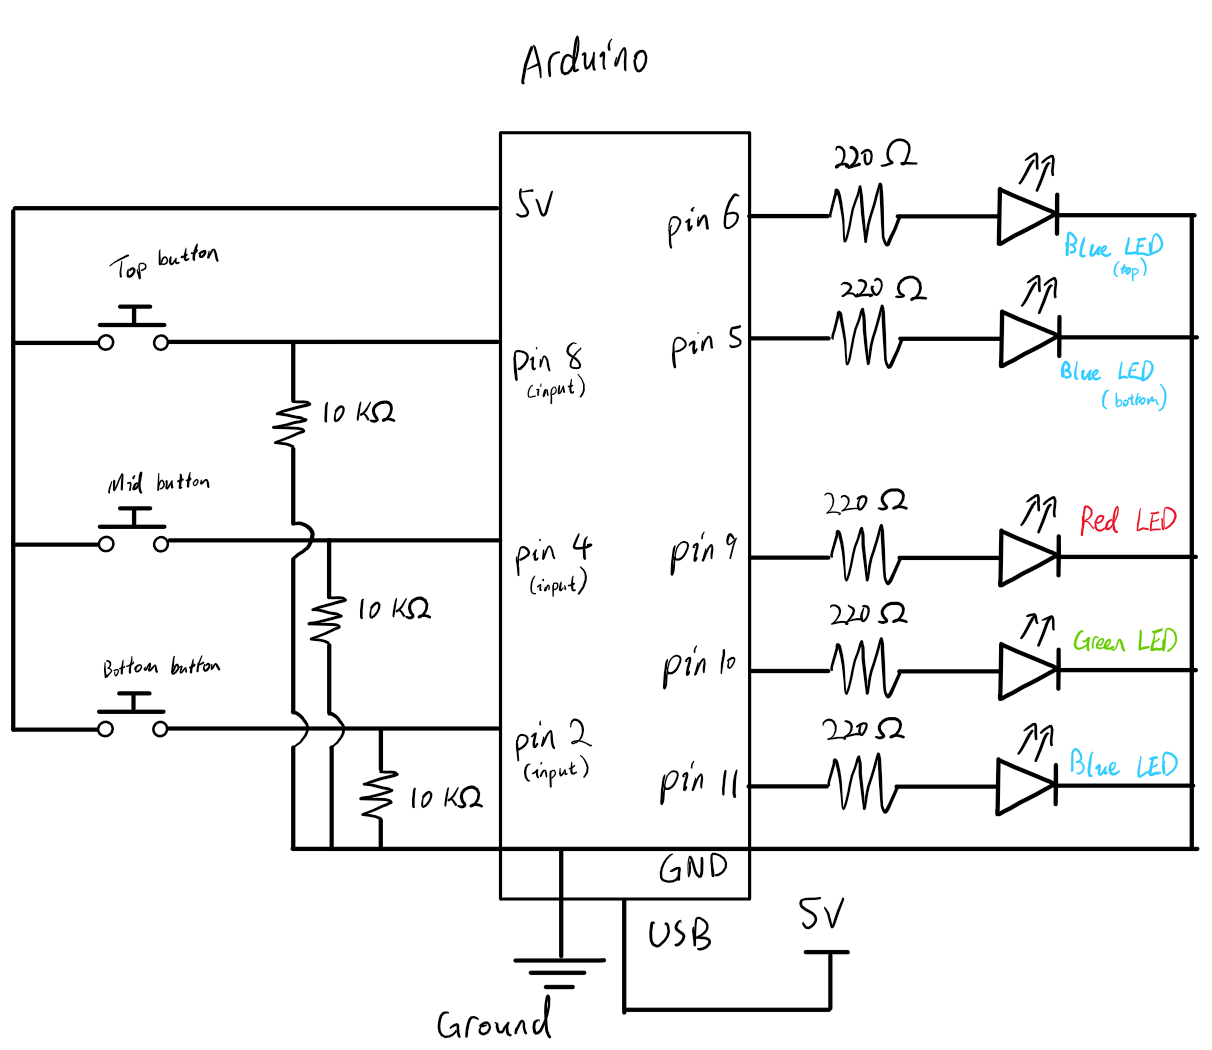 Arduino
220 Ω
5V
pin 6
Top button
Blue LED
(top)
220 Ω
pin 8
(input)
pin 5
Blue LED
(bottom)
10 KΩ
Mid button
220 Ω
Red LED
pin 4
(input)
pin 9
10 KΩ
220 Ω
Green LED
Bottom button
pin 10
220 Ω
pin 2
(input)
pin 11
Blue LED
10 KΩ
GND
USB
5V
Ground